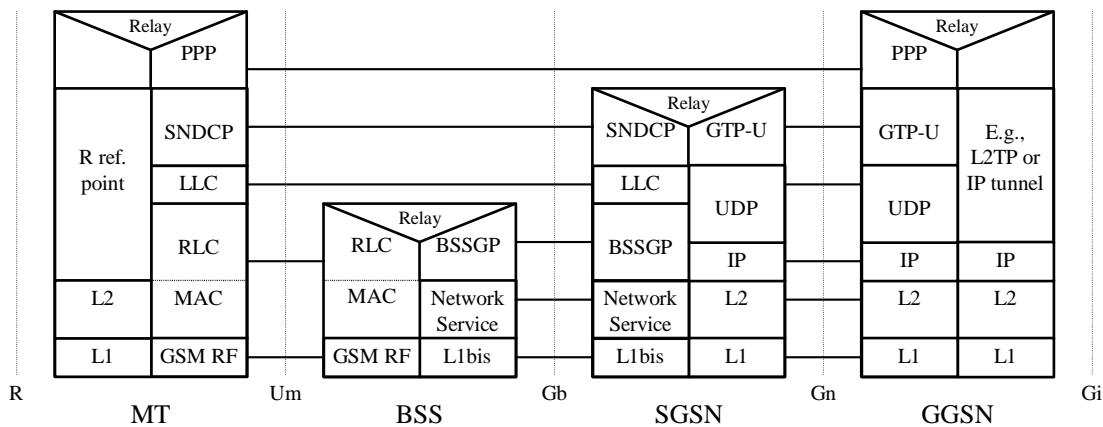 Relay
PPP
R ref.
point
SNDCP
LLC
RLC
L2
MAC
L1
GSM RF
Relay
RLC
BSSGP
MAC
Network
Service
GSM RF
L1bis
Relay
SNDCP
GTP-U
LLC
UDP
BSSGP
IP
Network
Service
L2
L1bis
L1
Relay
PPP
GTP-U
E.g.,
L2TP or
IP tunnel
UDP
IP
IP
L2
L2
L1
L1
R
Um
Gb
Gn
Gi
MT
BSS
SGSN
GGSN